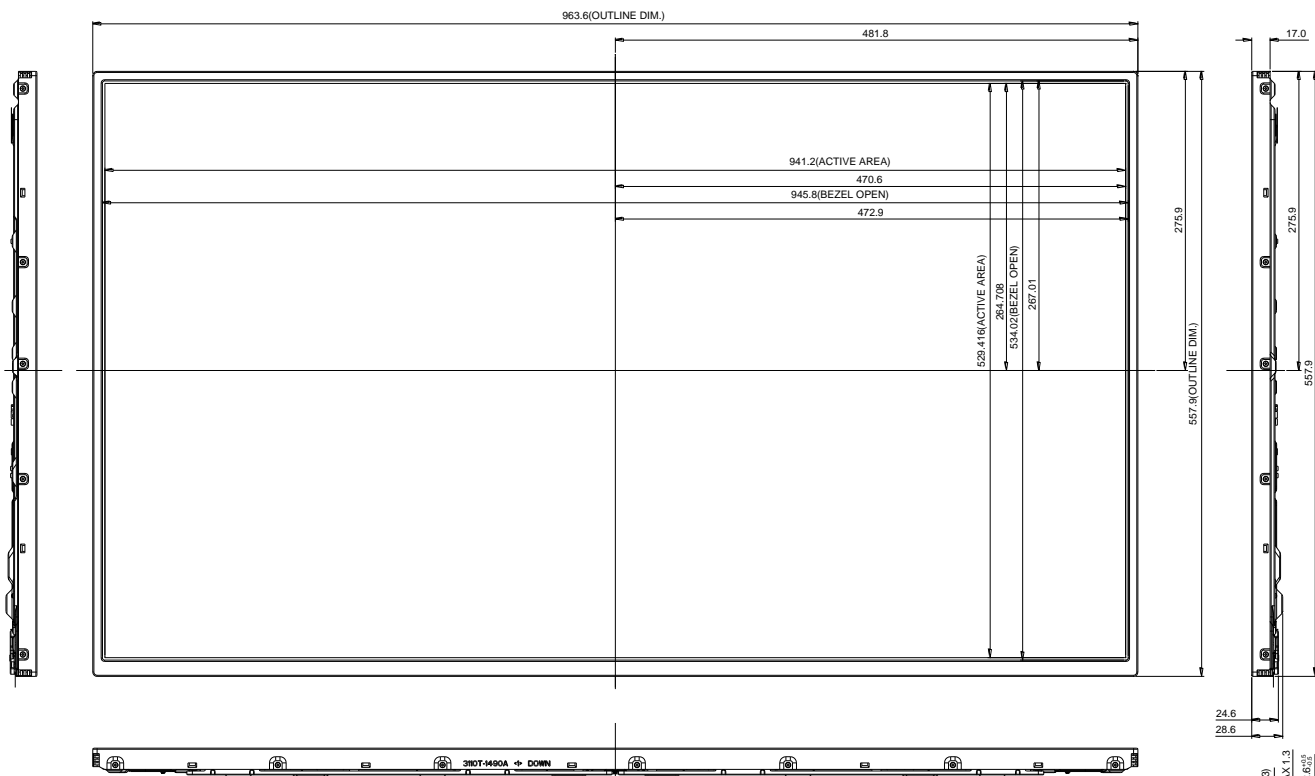 963.6(OUTLINE DIM.)
481.8
17.0
941.2(ACTIVE AREA)
470.6
945.8(BEZEL OPEN)
472.9
529.416(ACTIVE AREA)
264.708
534.02(BEZEL OPEN)
267.01
275.9
557.9(OUTLINE DIM.)
275.9
557.9
24.6
28.6
3110T-1490A <|> DOWN